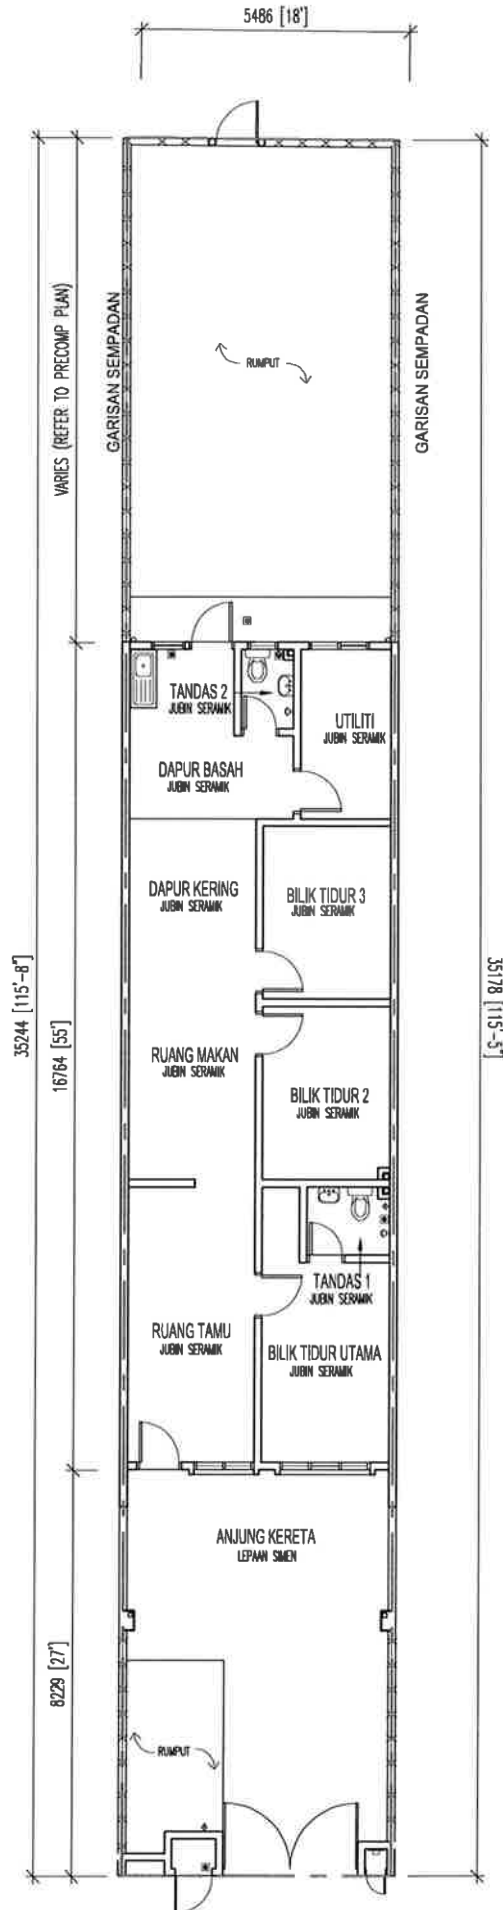 5486 [18']
VARIES (REFER TO PRECOMP PLAN)
GARISAN SEMPADAN
RUMPUT
GARISAN SEMPADAN
TANDAS 2
JUBIN SERAMIK
UTILITI
JUBIN SERAMIK
DAPUR BASAH
JUBIN SERAMIK
DAPUR KERING
JUBIN SERAMIK
BILIK TIDUR 3
JUBIN SERAMIK
35244 [115'-8"]
16764 [55']
35178 [115'-5"]
RUANG MAKAN
JUBIN SERAMIK
BILIK TIDUR 2
JUBIN SERAMIK
TANDAS 1
JUBIN SERAMIK
RUANG TAMU
JUBIN SERAMIK
BILIK TIDUR UTAMA
JUBIN SERAMIK
ANJUNG KERETA
LEPAAN SIMEN
8229 [27']
RUMPUT